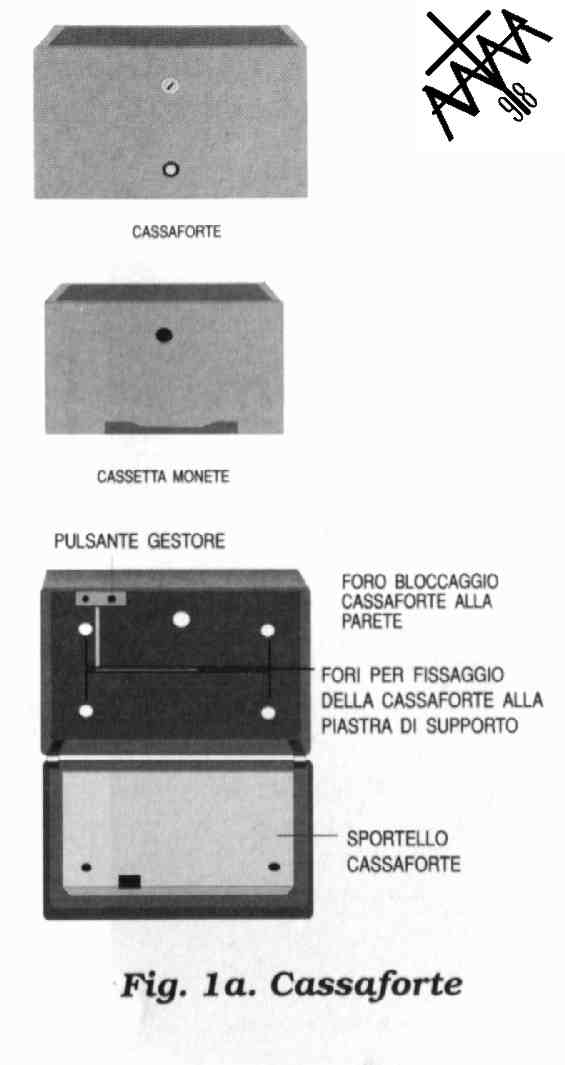 98
CASSAFORTE
CASSETTA MONETE
PULSANTE GESTORE
FORO BLOCCAGGIO
CASSAFORTE ALLA
PARETE
FORI PER FISSAGGIO
DELLA CASSAFORTE ALLA
PIASTRA DI SUPPORTO
SPORTELLO
CASSAFORTE
Fig. 1a. Cassaforte